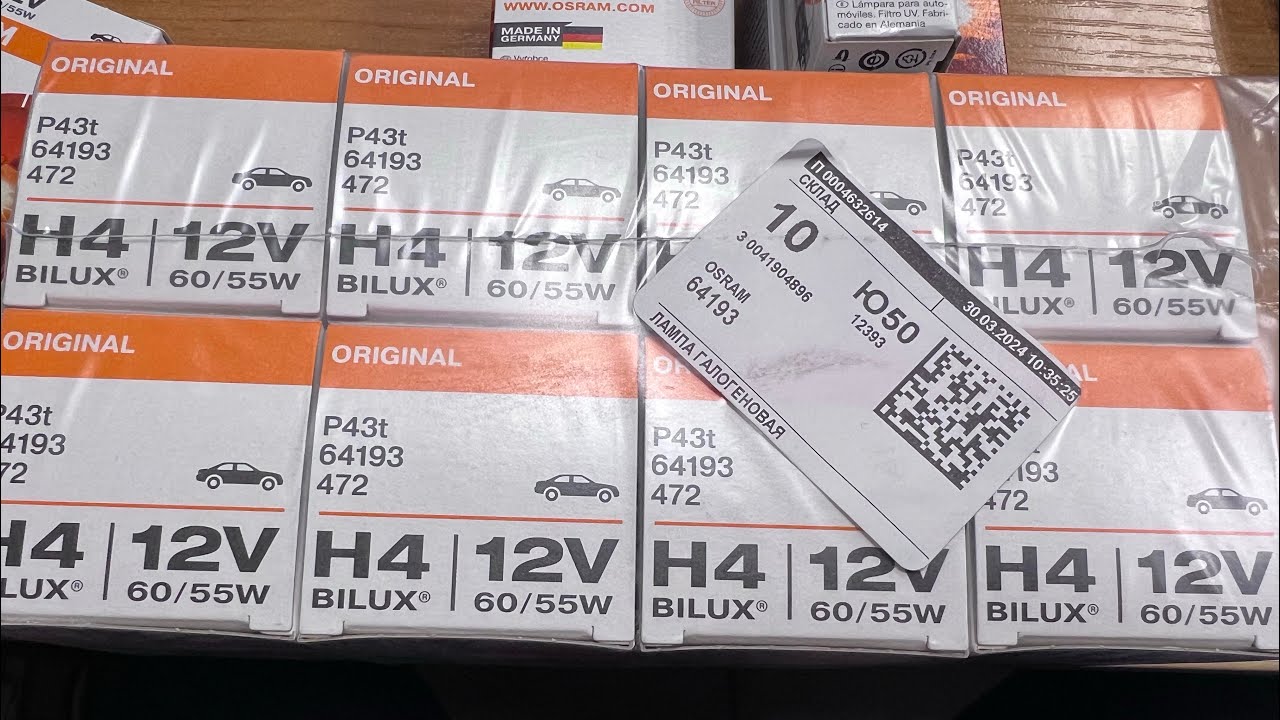 12V
WWW.OSRAM.COM
MADE IN
GERMANY
Lámpara para auto-
móviles. Filtro UV. Fabri-
cado en Alemania
ORIGINAL
P43t
64193
472
H4
12V
BILUX®
60/55W
ORIGINAL
P43t
64193
472
H4
12V
BILUX®
60/55W
ORIGINAL
P43t
64193
472
ORIGINAL
P43t
64193
472
H4
12V
60/55W
П 0004632614
30.03.2024 10:35:25
СКЛАД
10
3 0041904896
Ю50
12393
OSRAM
64193
ЛАМПА ГАЛОГЕНОВАЯ
ORIGINAL
P43t
H4
12V
BILUX®
60/55W
ORIGINAL
P43t
64193
472
H4
12V
BILUX®
60/55W
P43t
64193
472
H4
12V
BILUX®
60/55W
H4
12V
BILUX®
60/55W